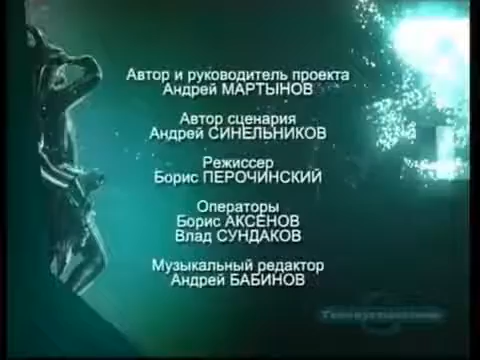 Автор и руководитель проекта
Андрей МАРТЫНОВ
Автор сценария
Андрей СИНЕЛЬНИКОВ
Режиссер
Борис ПЕРОЧИНСКИЙ
Операторы
Борис АКСЕНОВ
Влад СУНДАКОВ
Музыкальный редактор
Андрей БАБИНОВ